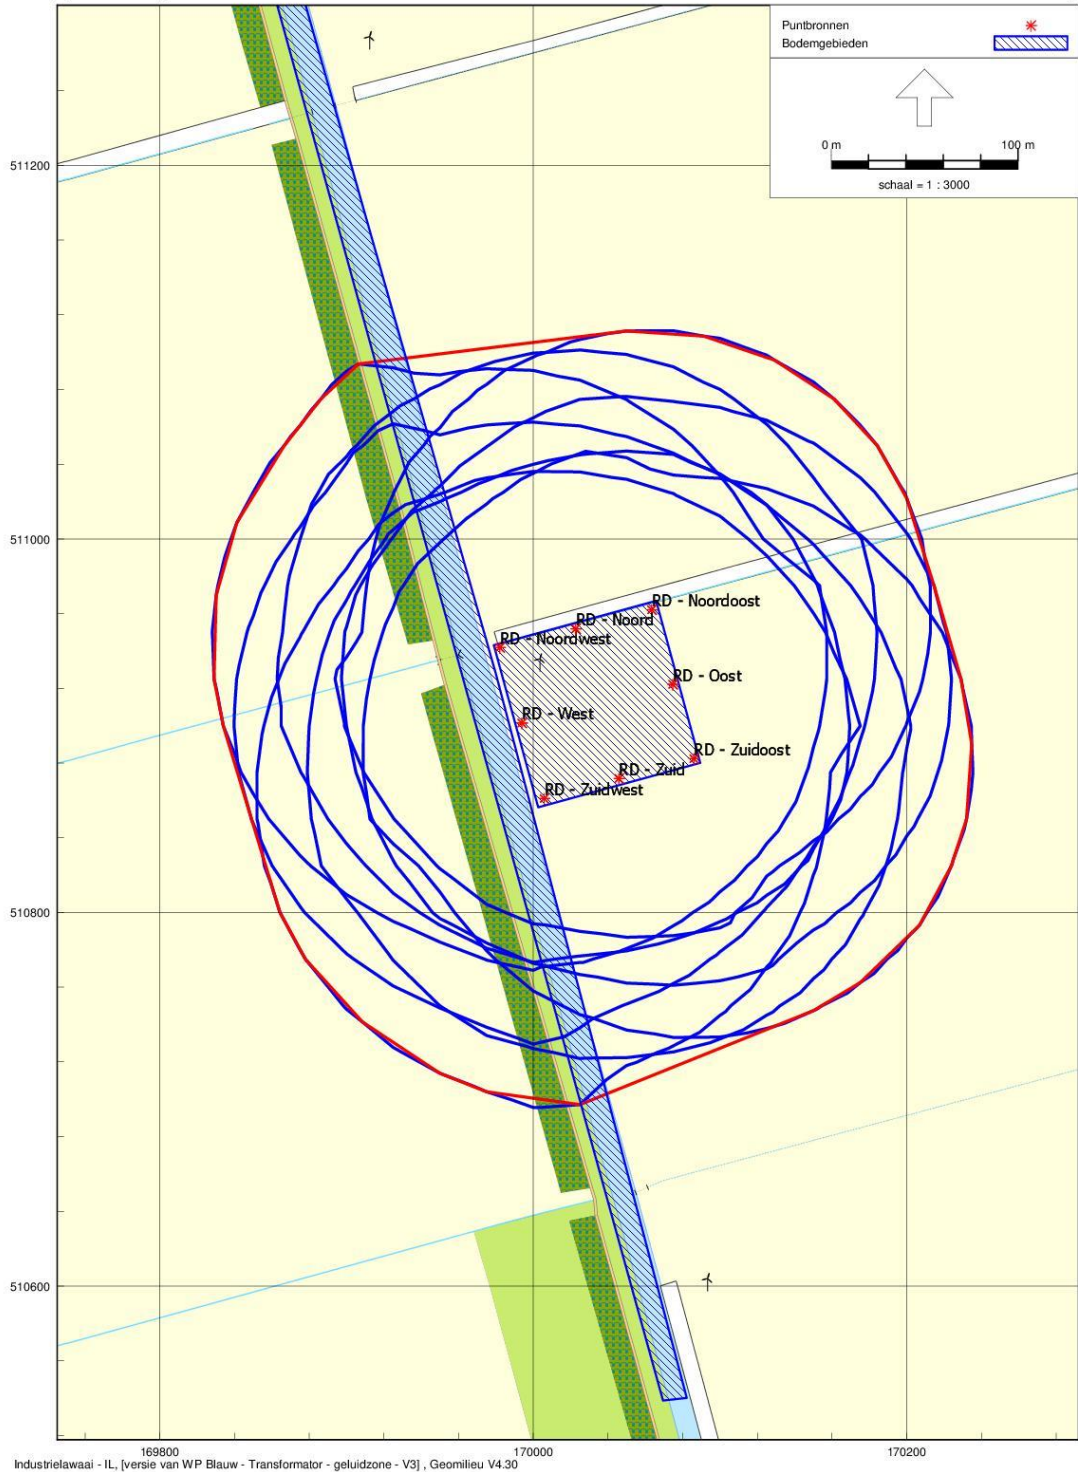 Puntbronnen
Bodemgebieden
0 m 100 m
schaal = 1 : 3000
511200
511000
RD - Noordoost
RD - Noord
RD - Noordwest
RD - Oost
RD - West
RD - Zuidoost
RD - Zuid
RD - Zuidwest
510800
510600
169800 170000 170200
Industrielawaai - IL, [versie van WP Blauw - Transformator - geluidzone - V3] , Geomilieu V4.30